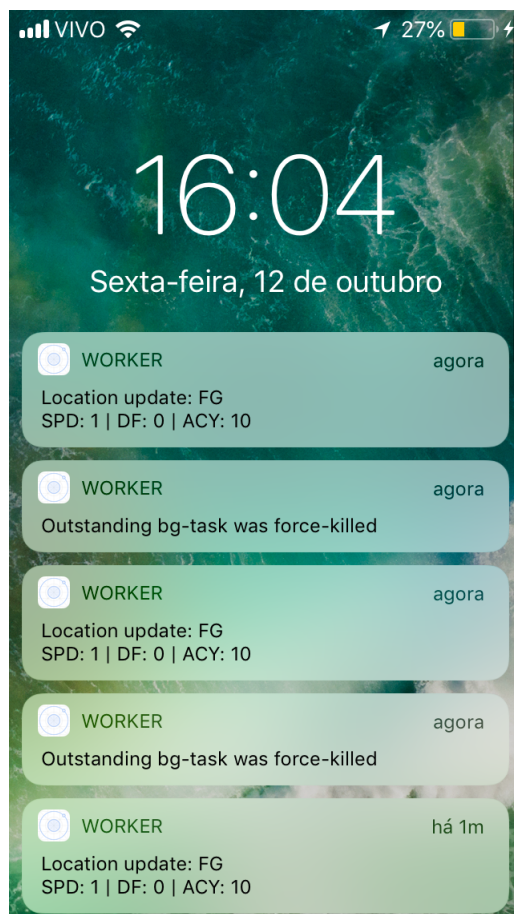 VIVO 27%
16:04
Sexta-feira, 12 de outubro
WORKER agora
Location update: FG
SPD: 1 | DF: 0 | ACY: 10
WORKER agora
Outstanding bg-task was force-killed
WORKER agora
Location update: FG
SPD: 1 | DF: 0 | ACY: 10
WORKER agora
Outstanding bg-task was force-killed
WORKER há 1m
Location update: FG
SPD: 1 | DF: 0 | ACY: 10